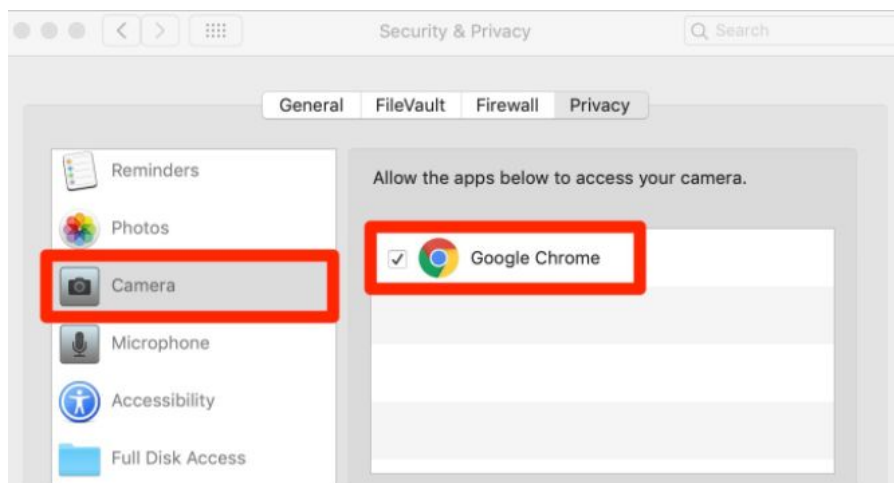 Security & Privacy
Search
General FileVault Firewall Privacy
Reminders
Photos
Camera
Microphone
Accessibility
Full Disk Access
Allow the apps below to access your camera.
Google Chrome